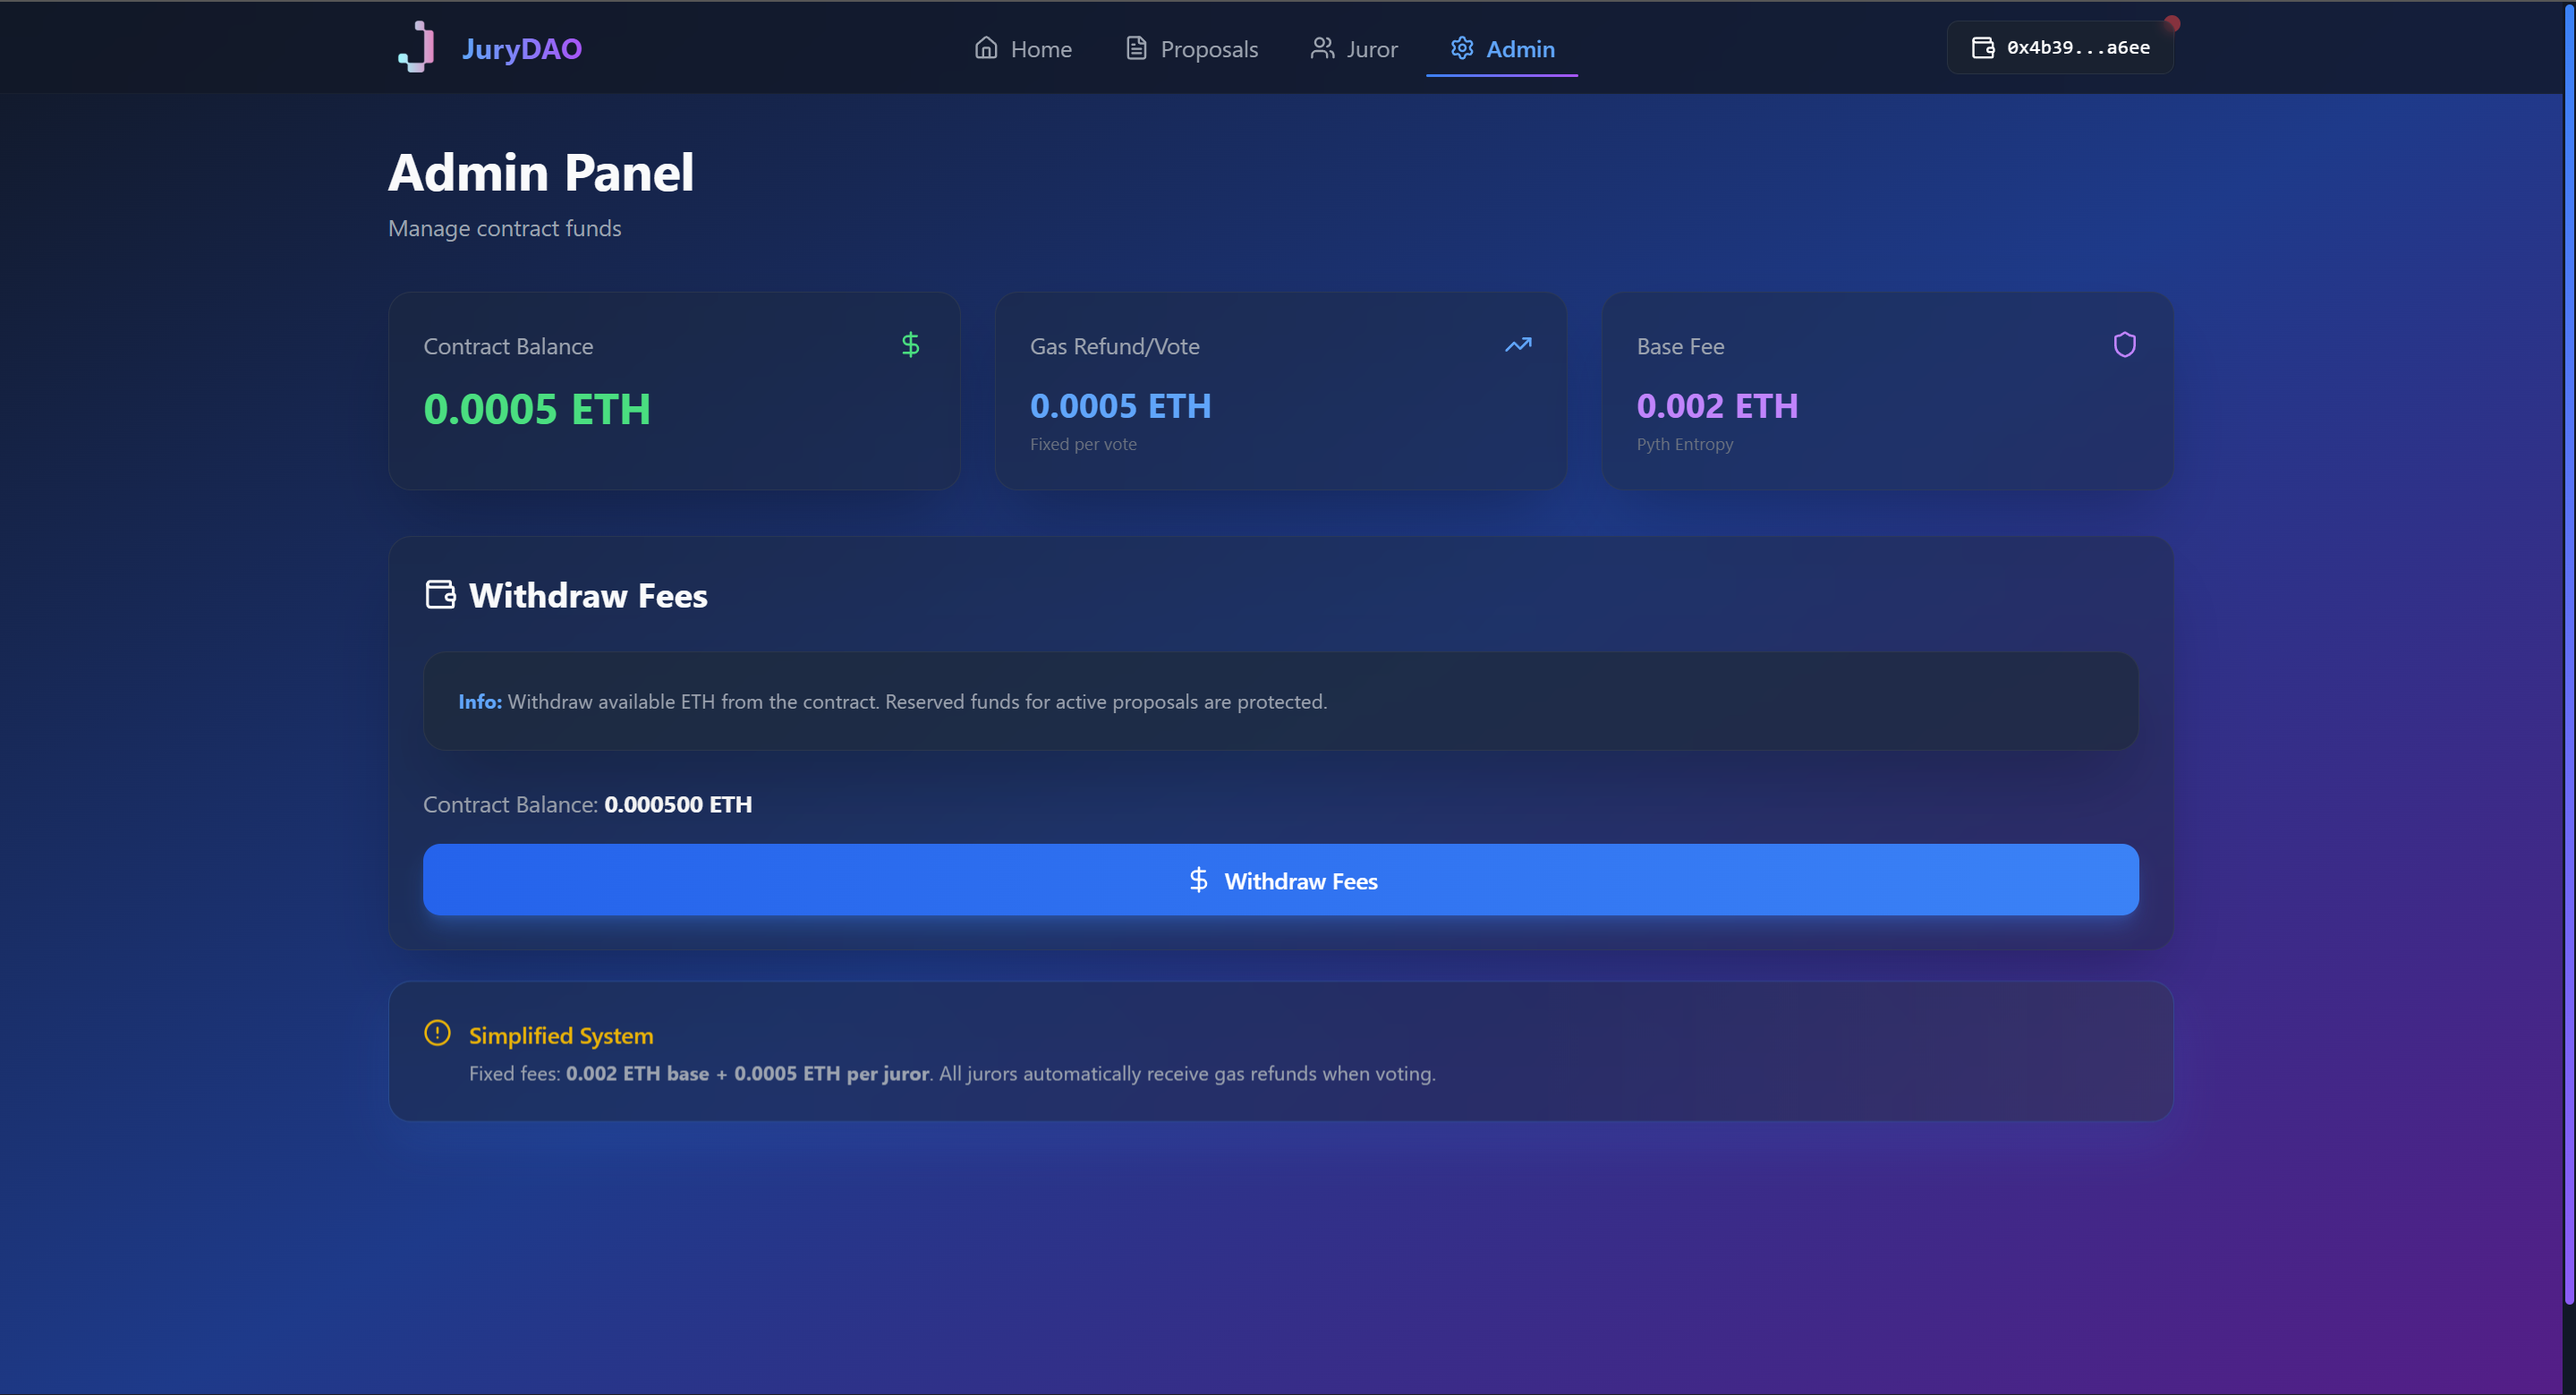 JuryDAO
Home
Proposals
Juror
Admin
0x4b39...a6ee
Admin Panel
Manage contract funds
Contract Balance
0.0005 ETH
Gas Refund/Vote
0.0005 ETH
Fixed per vote
Base Fee
0.002 ETH
Pyth Entropy
Withdraw Fees
Info: Withdraw available ETH from the contract. Reserved funds for active proposals are protected.
Contract Balance: 0.000500 ETH
Withdraw Fees
Simplified System
Fixed fees: 0.002 ETH base + 0.0005 ETH per juror. All jurors automatically receive gas refunds when voting.